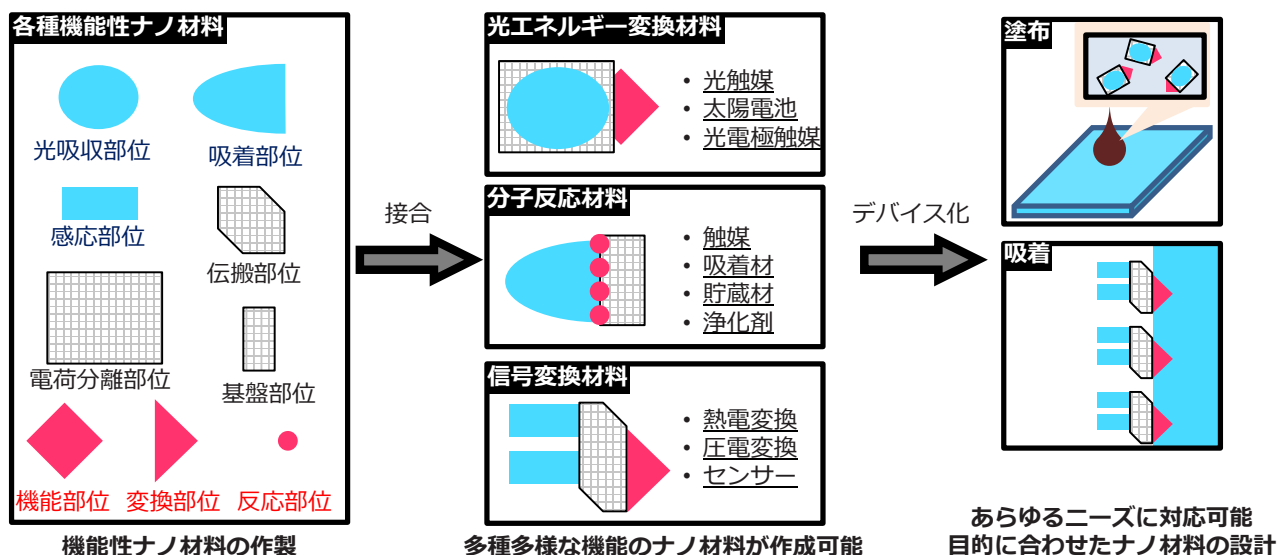 各種機能性ナノ材料
光吸収部位
吸着部位
感応部位
伝搬部位
電荷分離部位
基盤部位
機能部位
変換部位
反応部位
機能性ナノ材料の作製
接合
光エネルギー変換材料
• 光触媒
• 太陽電池
• 光電極触媒
分子反応材料
• 触媒
• 吸着材
• 貯蔵材
• 浄化剤
信号変換材料
• 熱電変換
• 圧電変換
• センサー
多種多様な機能のナノ材料が作成可能
デバイス化
塗布
吸着
あらゆるニーズに対応可能
目的に合わせたナノ材料の設計